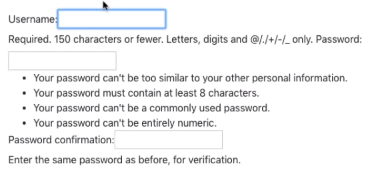 Username:
Required. 150 characters or fewer. Letters, digits and @/./+/-/_ only. Password:
• Your password can't be too similar to your other personal information.
• Your password must contain at least 8 characters.
• Your password can't be a commonly used password.
• Your password can't be entirely numeric.
Password confirmation:
Enter the same password as before, for verification.